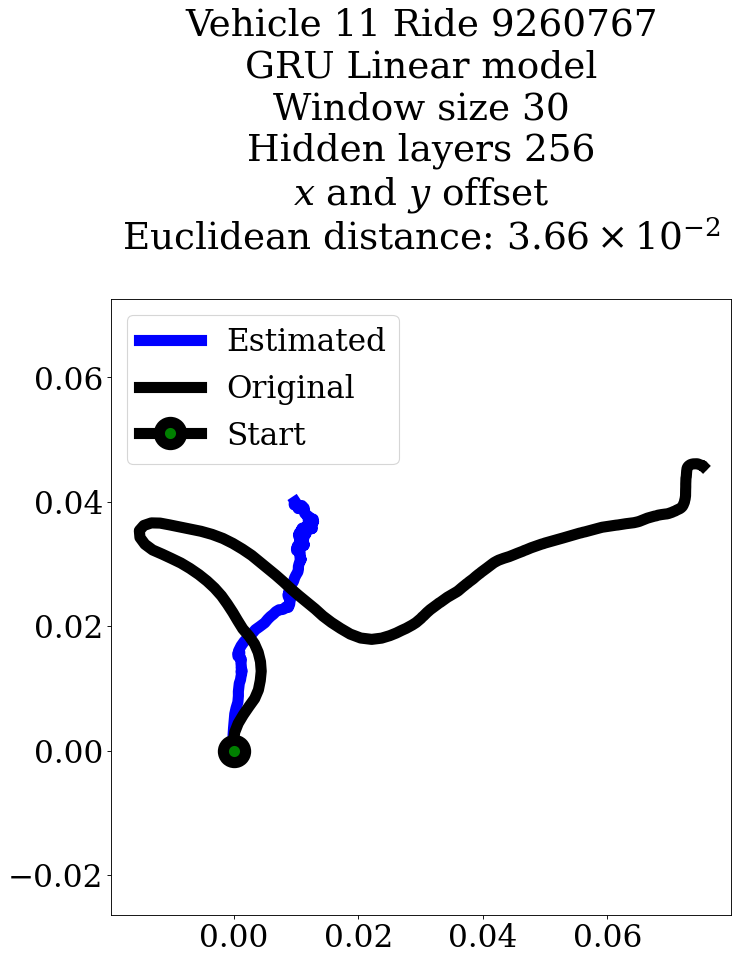 Vehicle 11 Ride 9260767
GRU Linear model
Window size 30
Hidden layers 256
x and y offset
Euclidean distance: 3.66 × 10⁻²
Estimated
Original
Start
0.06
0.04
0.02
0.00
−0.02
0.00 0.02 0.04 0.06